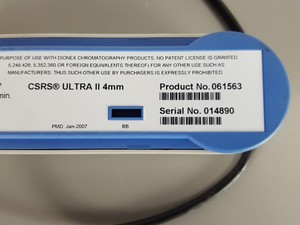 PURPOSE OF USE WITH DIONEX CHROMATOGRAPHY PRODUCTS. NO PATENT LICENSE IS GRANTED
5,248,426; 5,352,360 OR FOREIGN EQUIVALENTS THEREOF) FOR ANY OTHER USE SUCH AS
MANUFACTURERS. THUS SUCH OTHER USE BY PURCHASERS IS EXPRESSLY PROHIBITED.
CSRS® ULTRA II 4mm
Product No. 061563
min.
Serial No. 014890
PMD: Jan-2007
BB